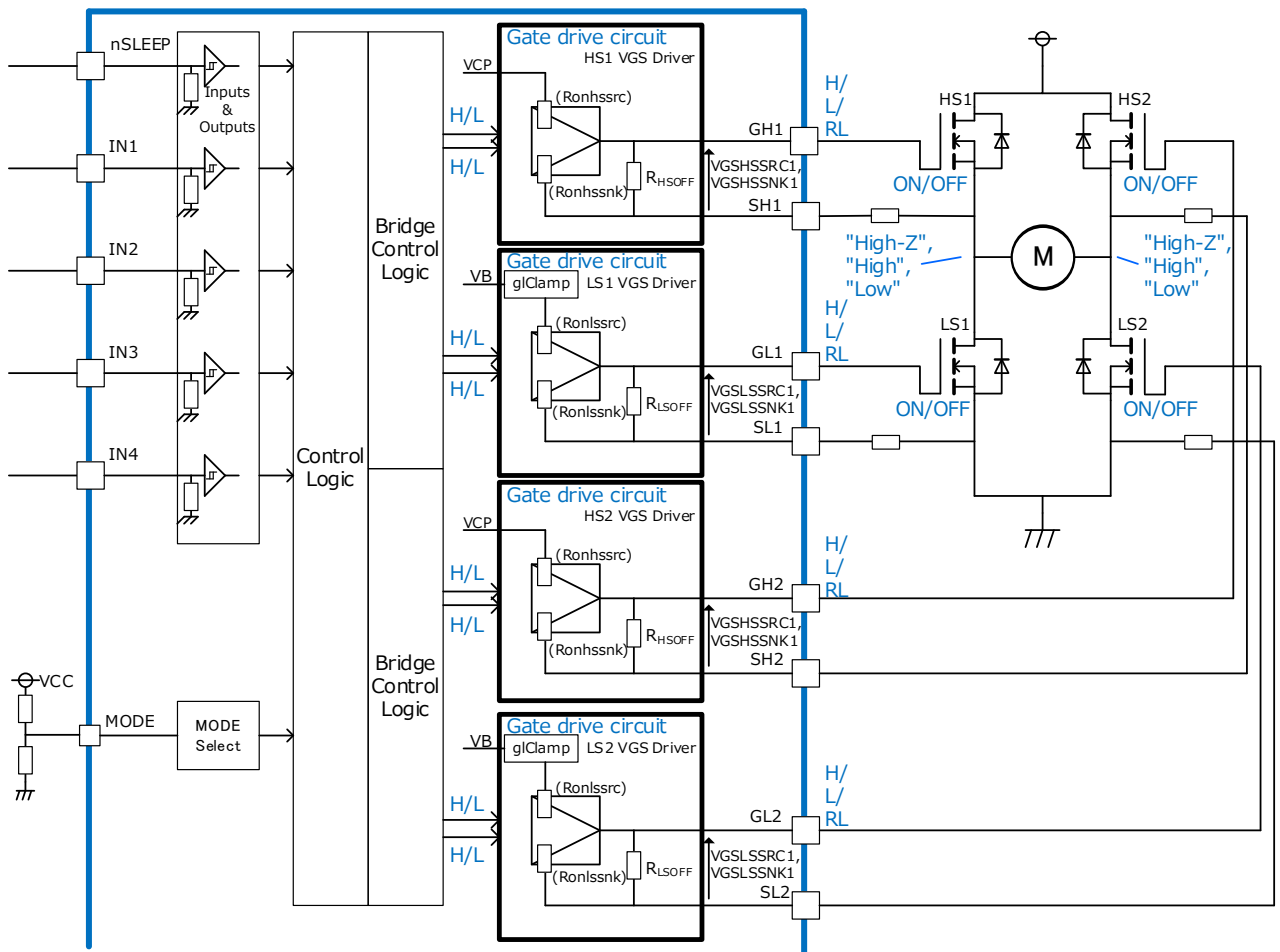 nSLEEP
Inputs
&
Outputs
IN1
IN2
IN3
IN4
VCC
MODE
MODE
Select
Control
Logic
Bridge
Control
Logic
Bridge
Control
Logic
H/L
H/L
H/L
H/L
H/L
H/L
H/L
H/L
Gate drive circuit
HS1 VGS Driver
VCP
(Ronhssrc)
(Ronhssnk)
RHSOFF
GH1
VGSHSSRC1,
VGSHSSNK1
SH1
H/
L/
RL
Gate drive circuit
VB
glClamp
LS1 VGS Driver
(Ronlssrc)
(Ronlssnk)
RLSOFF
GL1
VGSLSSRC1,
VGSLSSNK1
SL1
H/
L/
RL
Gate drive circuit
HS2 VGS Driver
VCP
(Ronhssrc)
(Ronhssnk)
RHSOFF
GH2
VGSHSSRC1,
VGSHSSNK1
SH2
H/
L/
RL
Gate drive circuit
VB
glClamp
LS2 VGS Driver
(Ronlssrc)
(Ronlssnk)
RLSOFF
GL2
VGSLSSRC1,
VGSLSSNK1
SL2
H/
L/
RL
HS1
HS2
ON/OFF
ON/OFF
"High-Z",
"High",
"Low"
M
"High-Z",
"High",
"Low"
LS1
LS2
ON/OFF
ON/OFF